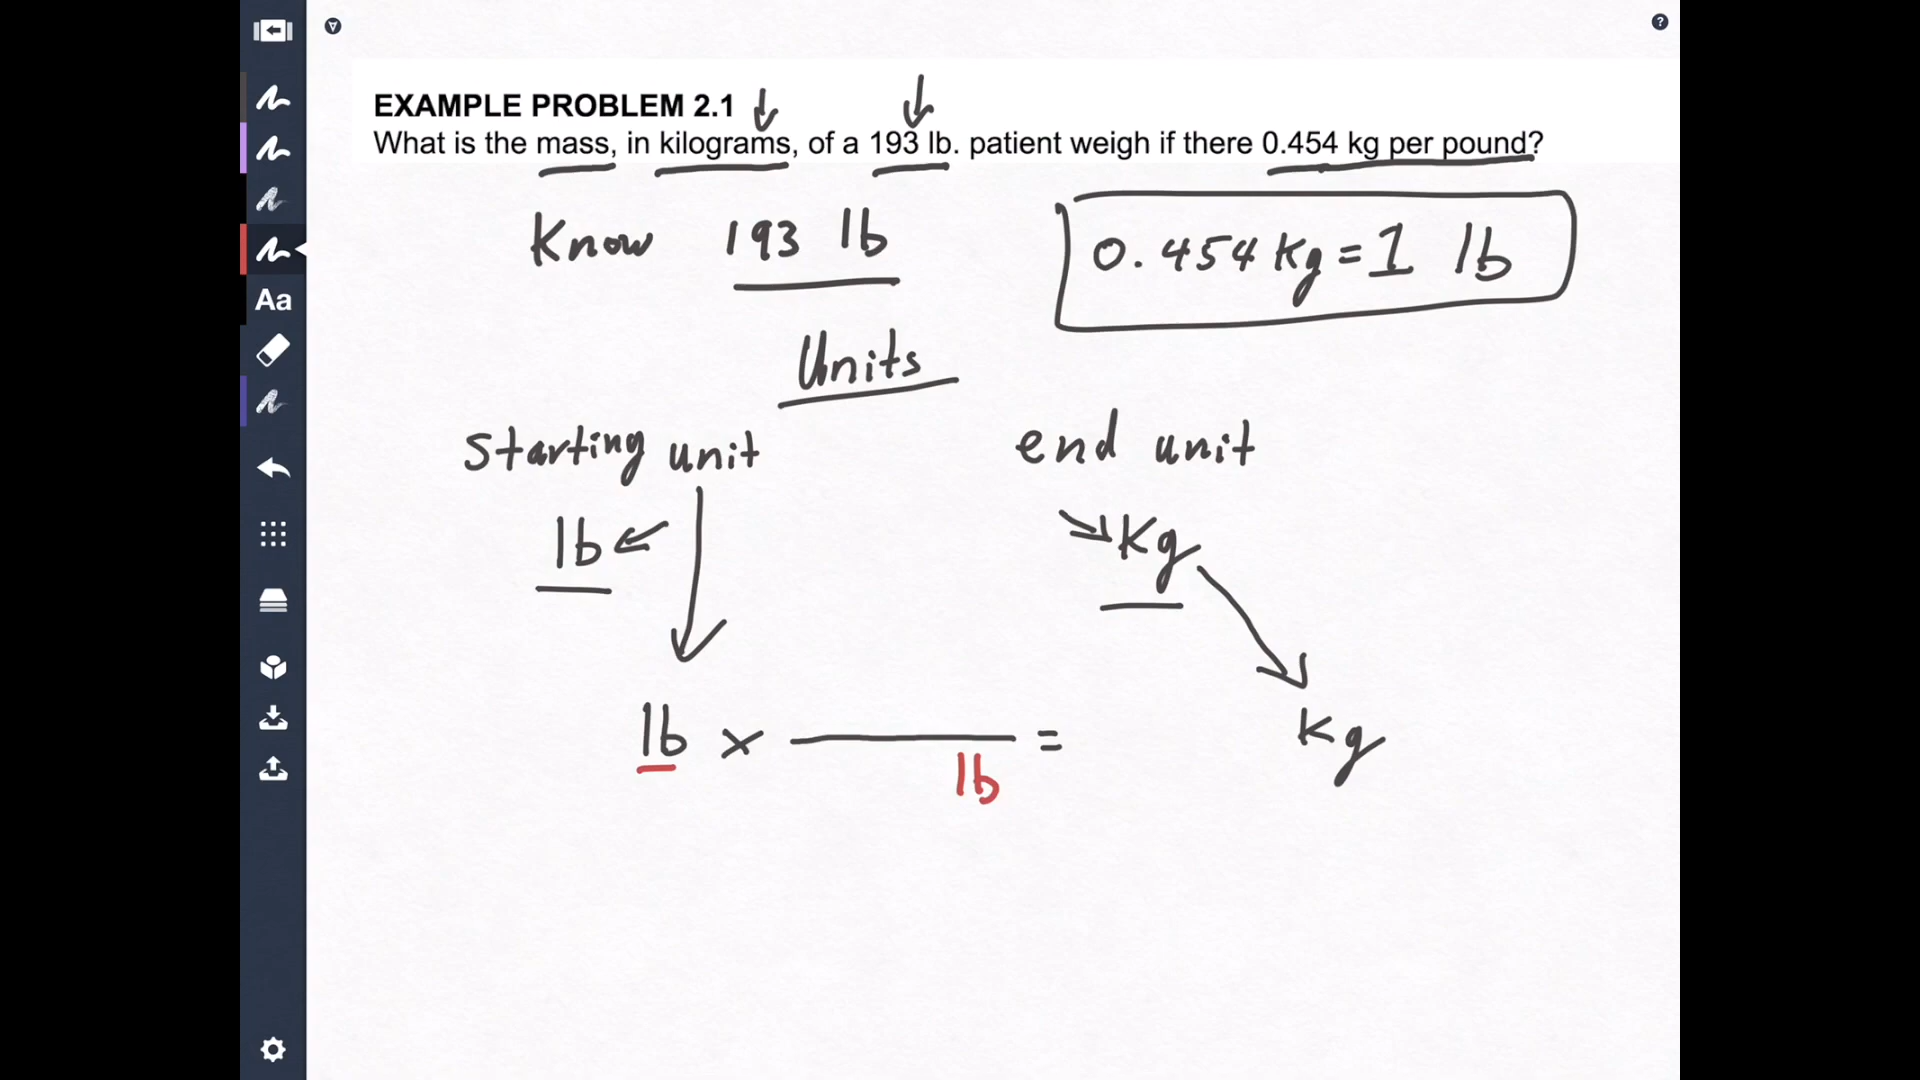 EXAMPLE PROBLEM 2.1
What is the mass, in kilograms, of a 193 lb. patient weigh if there 0.454 kg per pound?
Know 193 lb
0.454 kg = 1 lb
Units
starting unit
end unit
lb
kg
lb × =
kg
lb
Aa
?